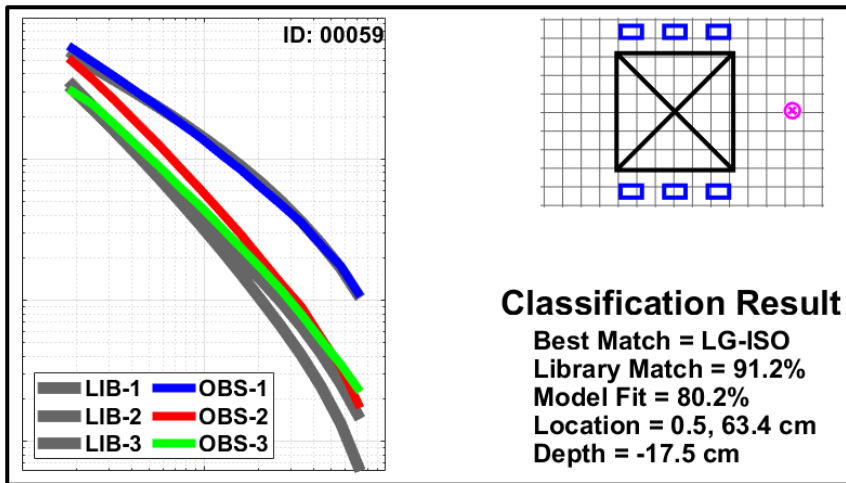 ID: 00059
LIB-1 OBS-1
LIB-2 OBS-2
LIB-3 OBS-3
Classification Result
Best Match = LG-ISO
Library Match = 91.2%
Model Fit = 80.2%
Location = 0.5, 63.4 cm
Depth = -17.5 cm